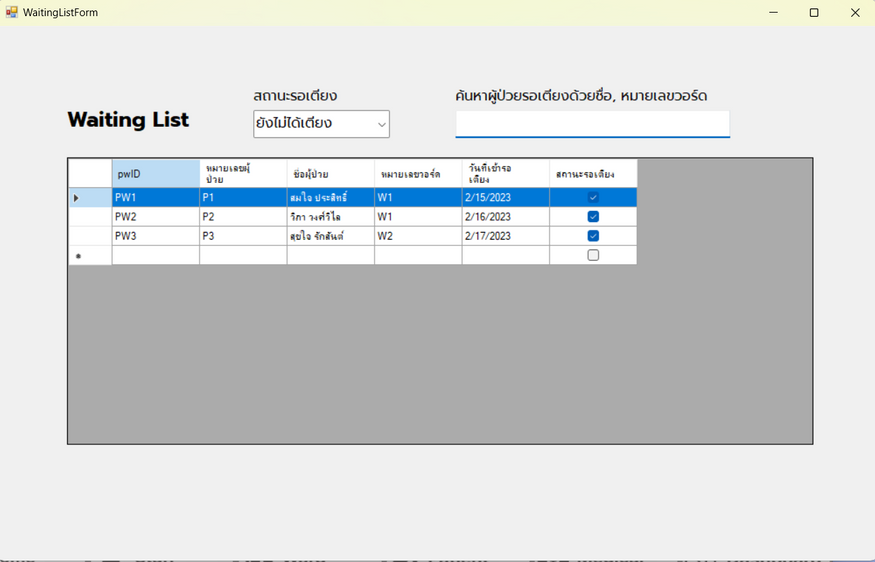 WaitingListForm
สถานะรอเตียง
ค้นหาผู้ป่วยรอเตียงด้วยชื่อ, หมายเลขวอร์ด
Waiting List
ยังไม่ได้เตียง
pwID หมายเลขผู้ป่วย ชื่อผู้ป่วย หมายเลขวอร์ด วันที่เข้ารอเตียง สถานะรอเตียง
PW1 P1 สมใจ ประสิทธิ์ W1 2/15/2023
PW2 P2 วิภา วงศ์วิไล W1 2/16/2023
PW3 P3 สุขใจ รักสันต์ W2 2/17/2023